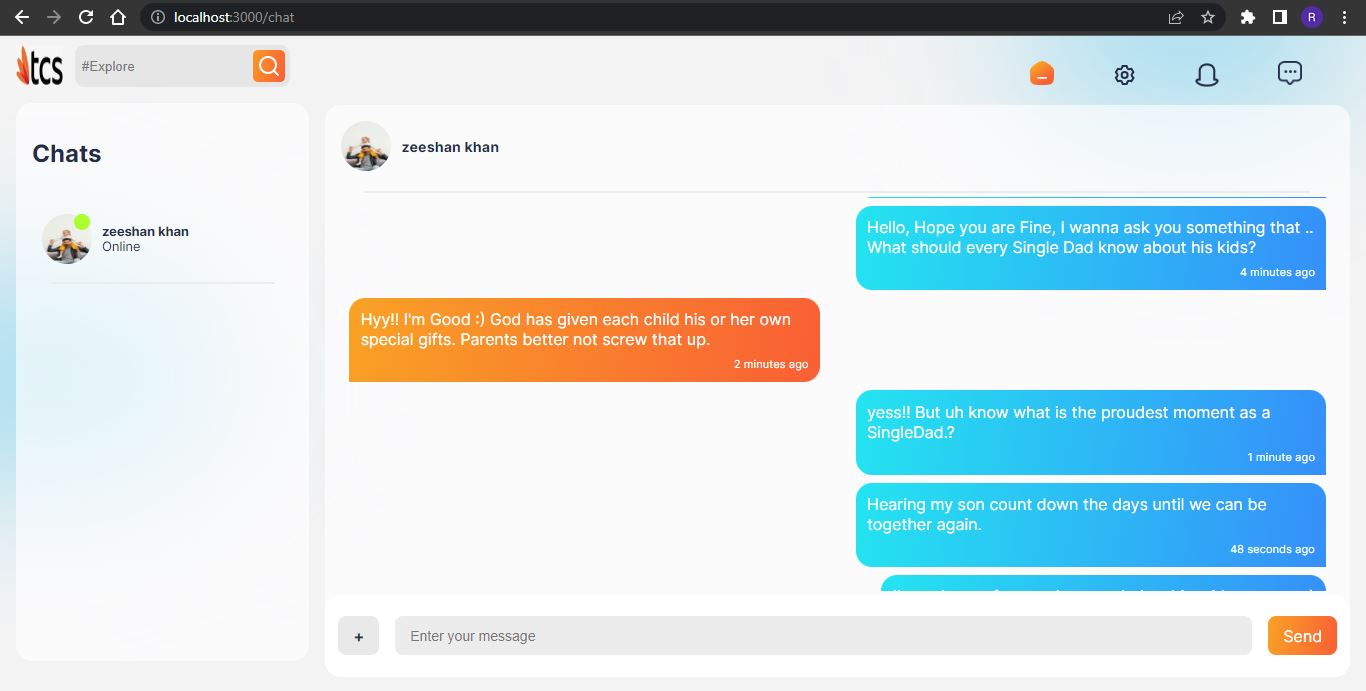 localhost:3000/chat
R
tcs
#Explore
Chats
zeeshan khan
Online
zeeshan khan
Hello, Hope you are Fine, I wanna ask you something that ..
What should every Single Dad know about his kids?
4 minutes ago
Hyy!! I'm Good :) God has given each child his or her own
special gifts. Parents better not screw that up.
2 minutes ago
yess!! But uh know what is the proudest moment as a
SingleDad.?
1 minute ago
Hearing my son count down the days until we can be
together again.
48 seconds ago
+
Enter your message
Send